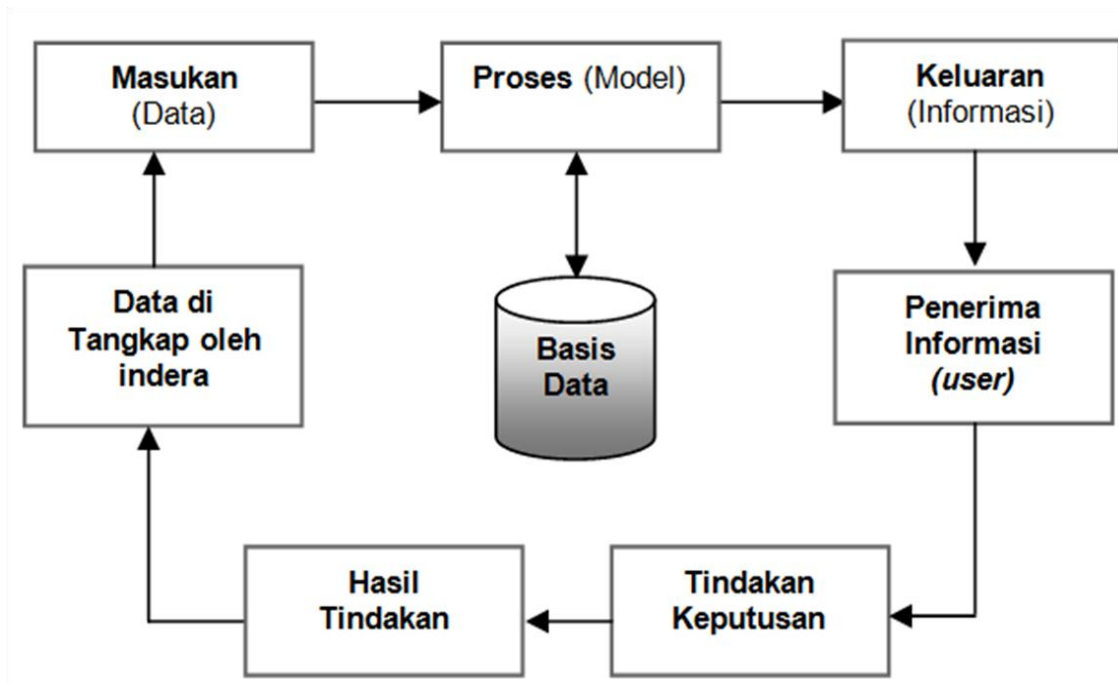 Masukan
(Data)
Proses (Model)
Keluaran
(Informasi)
Data di
Tangkap oleh
indera
Basis
Data
Penerima
Informasi
(user)
Hasil
Tindakan
Tindakan
Keputusan